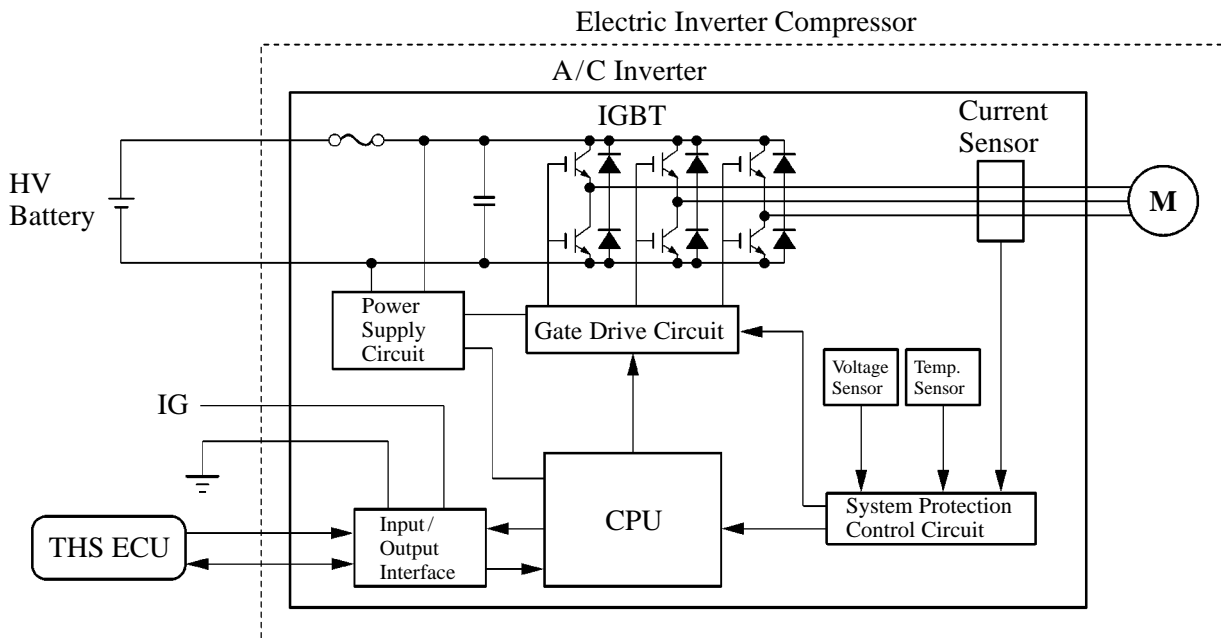 Electric Inverter Compressor
A/C Inverter
IGBT
Current
Sensor
HV
Battery
M
Power
Supply
Circuit
Gate Drive Circuit
Voltage
Sensor
Temp.
Sensor
IG
CPU
System Protection
Control Circuit
THS ECU
Input/
Output
Interface